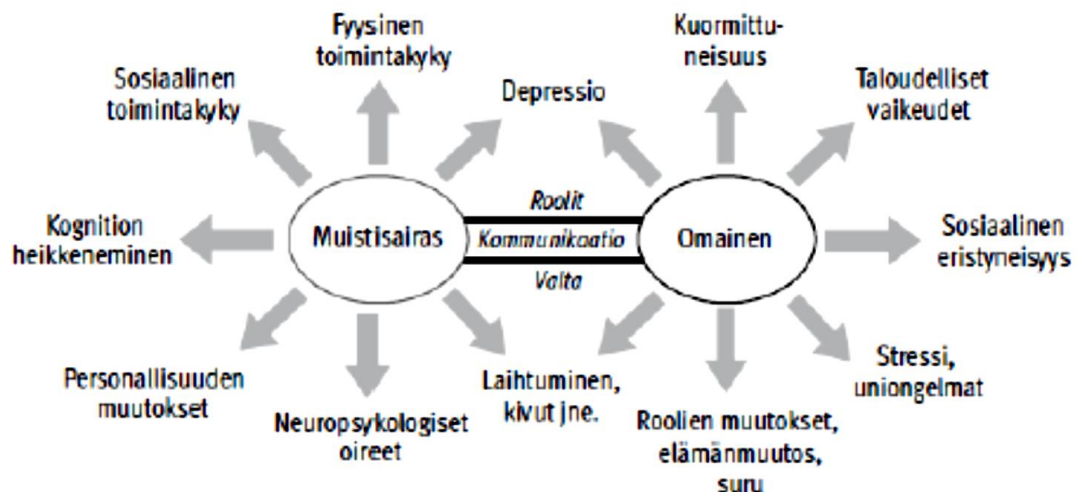 Fyysinen
toimintakyky
Kuormittu-
neisuus
Sosiaalinen
toimintakyky
Depressio
Taloudelliset
vaikeudet
Kognition
heikkeneminen
Muistisairas
Roolit
Kommunikaatio
Valta
Omainen
Sosiaalinen
eristyneisyys
Personallisuuden
muutokset
Neuropsykologiset
oireet
Laihtuminen,
kivut jne.
Roolien muutokset,
elämänmuutos,
suru
Stressi,
uniongelmat